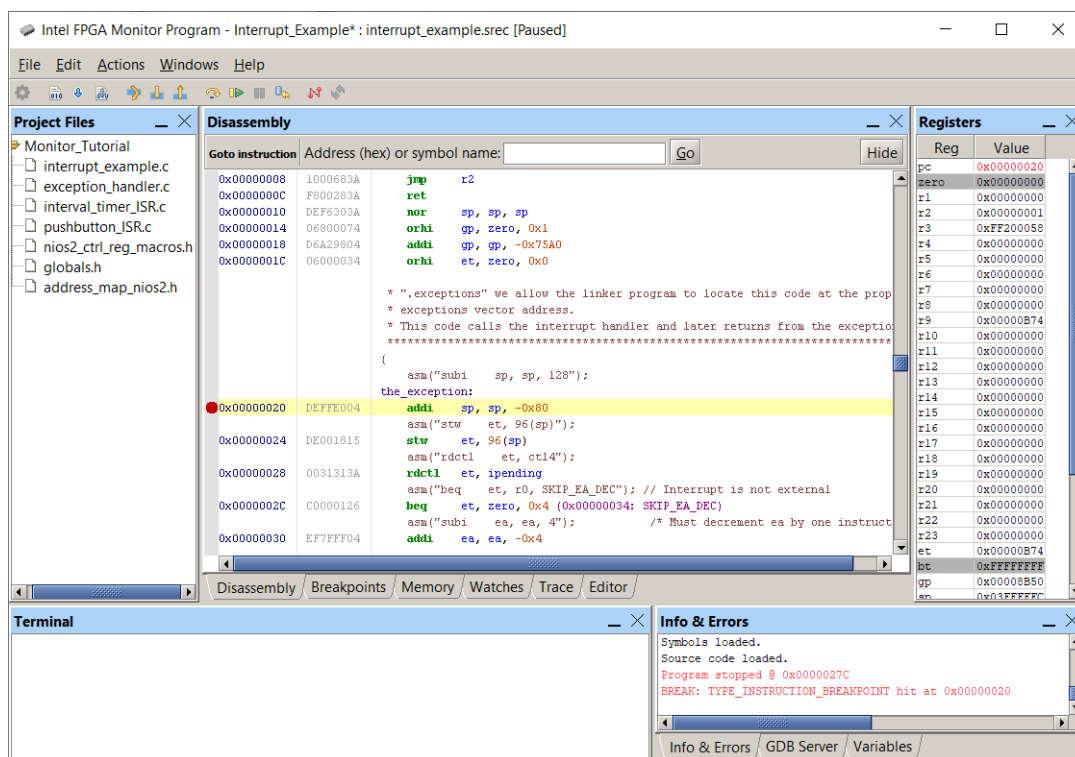 Intel FPGA Monitor Program - Interrupt_Example* : interrupt_example.srec [Paused]
File Edit Actions Windows Help
Project Files
Monitor_Tutorial
interrupt_example.c
exception_handler.c
interval_timer_ISR.c
pushbutton_ISR.c
nios2_ctrl_reg_macros.h
globals.h
address_map_nios2.h
Disassembly
Goto instruction Address (hex) or symbol name: Go Hide
0x00000008 1000683A jmp r2
0x0000000C F800283A ret
0x00000010 DEF6303A nor sp, sp, sp
0x00000014 06800074 orhi gp, zero, 0x1
0x00000018 D6A29804 addi gp, gp, -0x75A0
0x0000001C 06000034 orhi et, zero, 0x0
* ".exceptions" we allow the linker program to locate this code at the prop
* exceptions vector address.
* This code calls the interrupt handler and later returns from the exceptio
****************************************************************************
{
asm("subi sp, sp, 128");
the_exception:
0x00000020 DEFFE004 addi sp, sp, -0x80
asm("stw et, 96(sp)");
0x00000024 DE001815 stw et, 96(sp)
asm("rdctl et, ctl4");
0x00000028 0031313A rdctl et, ipending
asm("beq et, r0, SKIP_EA_DEC"); // Interrupt is not external
0x0000002C C0000126 beq et, zero, 0x4 (0x00000034: SKIP_EA_DEC)
asm("subi ea, ea, 4"); /* Must decrement ea by one instruct
0x00000030 EF7FFF04 addi ea, ea, -0x4
Disassembly Breakpoints Memory Watches Trace Editor
Registers
Reg Value
pc 0x00000020
zero 0x00000000
r1 0x00000000
r2 0x00000001
r3 0xFF200058
r4 0x00000000
r5 0x00000000
r6 0x00000000
r7 0x00000000
r8 0x00000000
r9 0x00000B74
r10 0x00000000
r11 0x00000000
r12 0x00000000
r13 0x00000000
r14 0x00000000
r15 0x00000000
r16 0x00000000
r17 0x00000000
r18 0x00000000
r19 0x00000000
r20 0x00000000
r21 0x00000000
r22 0x00000000
r23 0x00000000
et 0x00000B74
bt 0xFFFFFFFF
gp 0x00008B50
sp 0x03FFFFFC
Terminal
Info & Errors
Symbols loaded.
Source code loaded.
Program stopped @ 0x0000027C
BREAK: TYPE_INSTRUCTION_BREAKPOINT hit at 0x00000020
Info & Errors GDB Server Variables